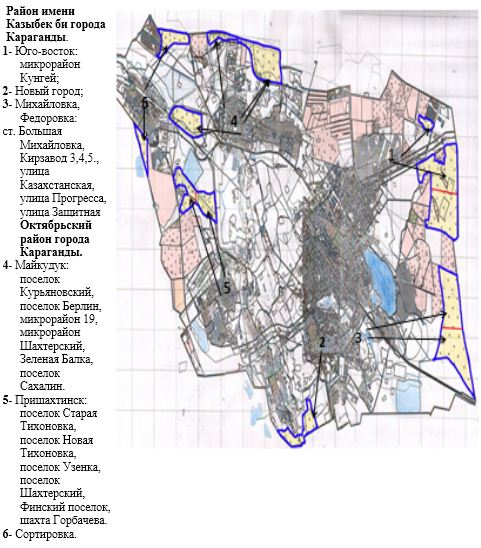 Район имени
Казыбек би города
Караганды.
1- Юго-восток:
микрорайон
Кунгей;
2- Новый город;
3- Михайловка,
Федоровка:
ст. Большая
Михайловка,
Кирзавод 3,4,5.,
улица
Казахстанская,
улица Прогресса,
улица Защитная
Октябрьский
район города
Караганды.
4- Майкудук:
поселок
Курьяновский,
поселок Берлин,
микрорайон 19,
микрорайон
Шахтерский,
Зеленая Балка,
поселок
Сахалин.
5- Пришахтинск:
поселок Старая
Тихоновка,
поселок Новая
Тихоновка,
поселок Узенка,
поселок
Шахтерский,
Финский поселок,
шахта Горбачева.
6- Сортировка.
6
4
1
5
2
3